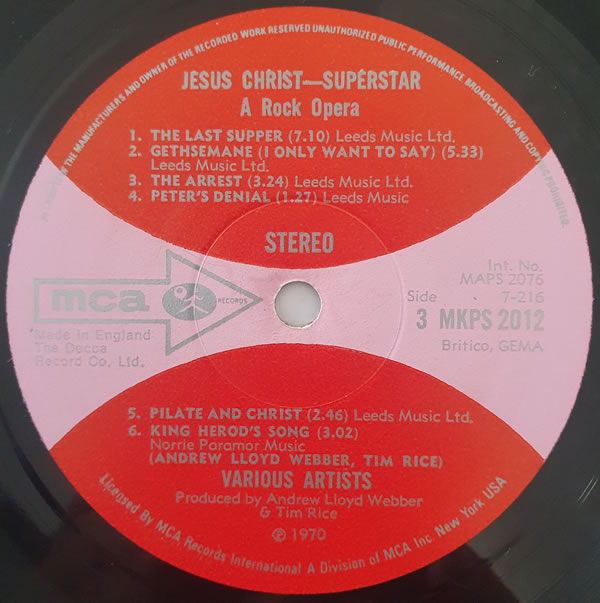 OF THE MANUFACTURERS AND OWNER OF THE RECORDED WORK RESERVED UNAUTHORIZED PUBLIC PERFORMANCE BROADCASTING AND COPYING PROHIBITED.
JESUS CHRIST—SUPERSTAR
A Rock Opera
1. THE LAST SUPPER (7.10) Leeds Music Ltd.
2. GETHSEMANE (I ONLY WANT TO SAY) (5.33)
Leeds Music Ltd.
3. THE ARREST (3.24) Leeds Music Ltd.
4. PETER'S DENIAL (1.27) Leeds Music
STEREO
mca RECORDS
Made in England
The Decca
Record Co. Ltd.
Int. No.
MAPS 2076
Side 7-216
3 MKPS 2012
Britico, GEMA
5. PILATE AND CHRIST (2.46) Leeds Music Ltd.
6. KING HEROD'S SONG (3.02)
Norrie Paramor Music
(ANDREW LLOYD WEBBER, TIM RICE)
VARIOUS ARTISTS
Produced by Andrew Lloyd Webber
& Tim Rice
℗ 1970
Licensed By MCA Records International A Division of MCA Inc New York USA